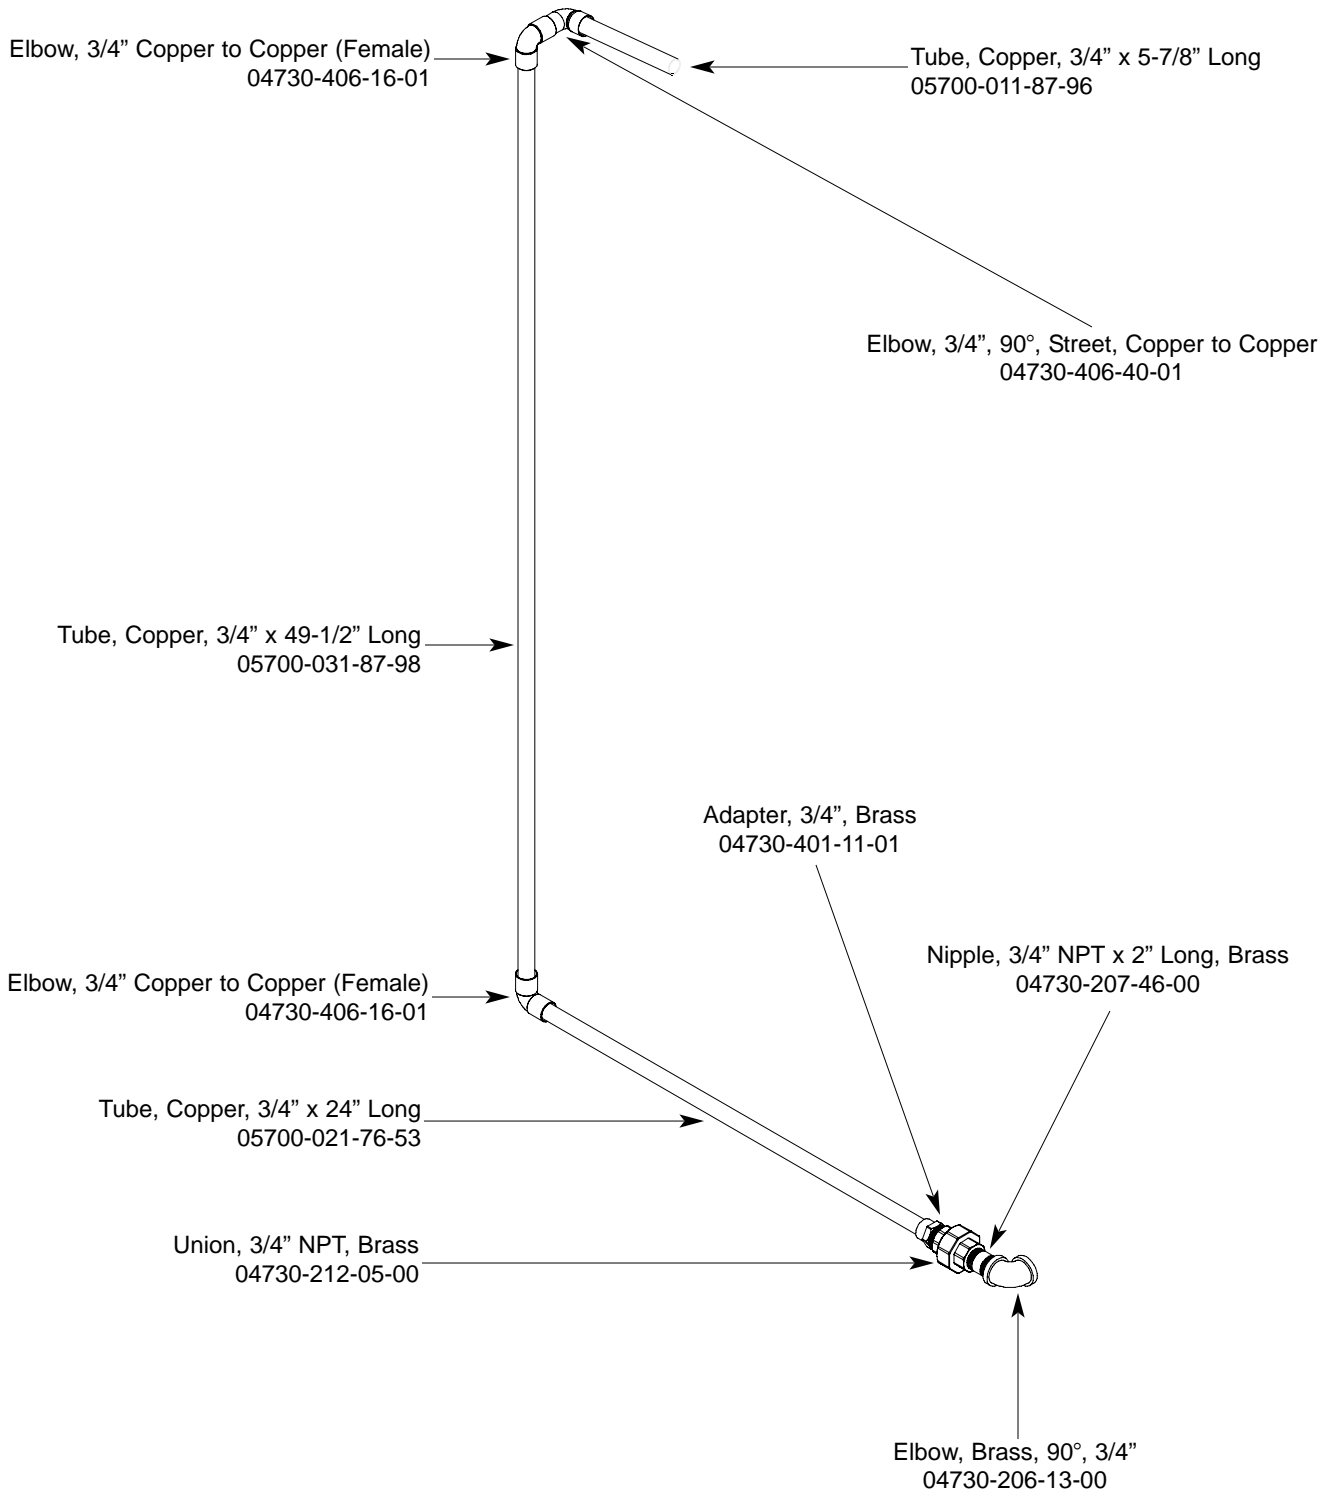 Elbow, 3/4” Copper to Copper (Female)
04730-406-16-01
Tube, Copper, 3/4” x 5-7/8” Long
05700-011-87-96
Elbow, 3/4”, 90°, Street, Copper to Copper
04730-406-40-01
Tube, Copper, 3/4” x 49-1/2” Long
05700-031-87-98
Adapter, 3/4”, Brass
04730-401-11-01
Nipple, 3/4” NPT x 2” Long, Brass
04730-207-46-00
Elbow, 3/4” Copper to Copper (Female)
04730-406-16-01
Tube, Copper, 3/4” x 24” Long
05700-021-76-53
Union, 3/4” NPT, Brass
04730-212-05-00
Elbow, Brass, 90°, 3/4”
04730-206-13-00